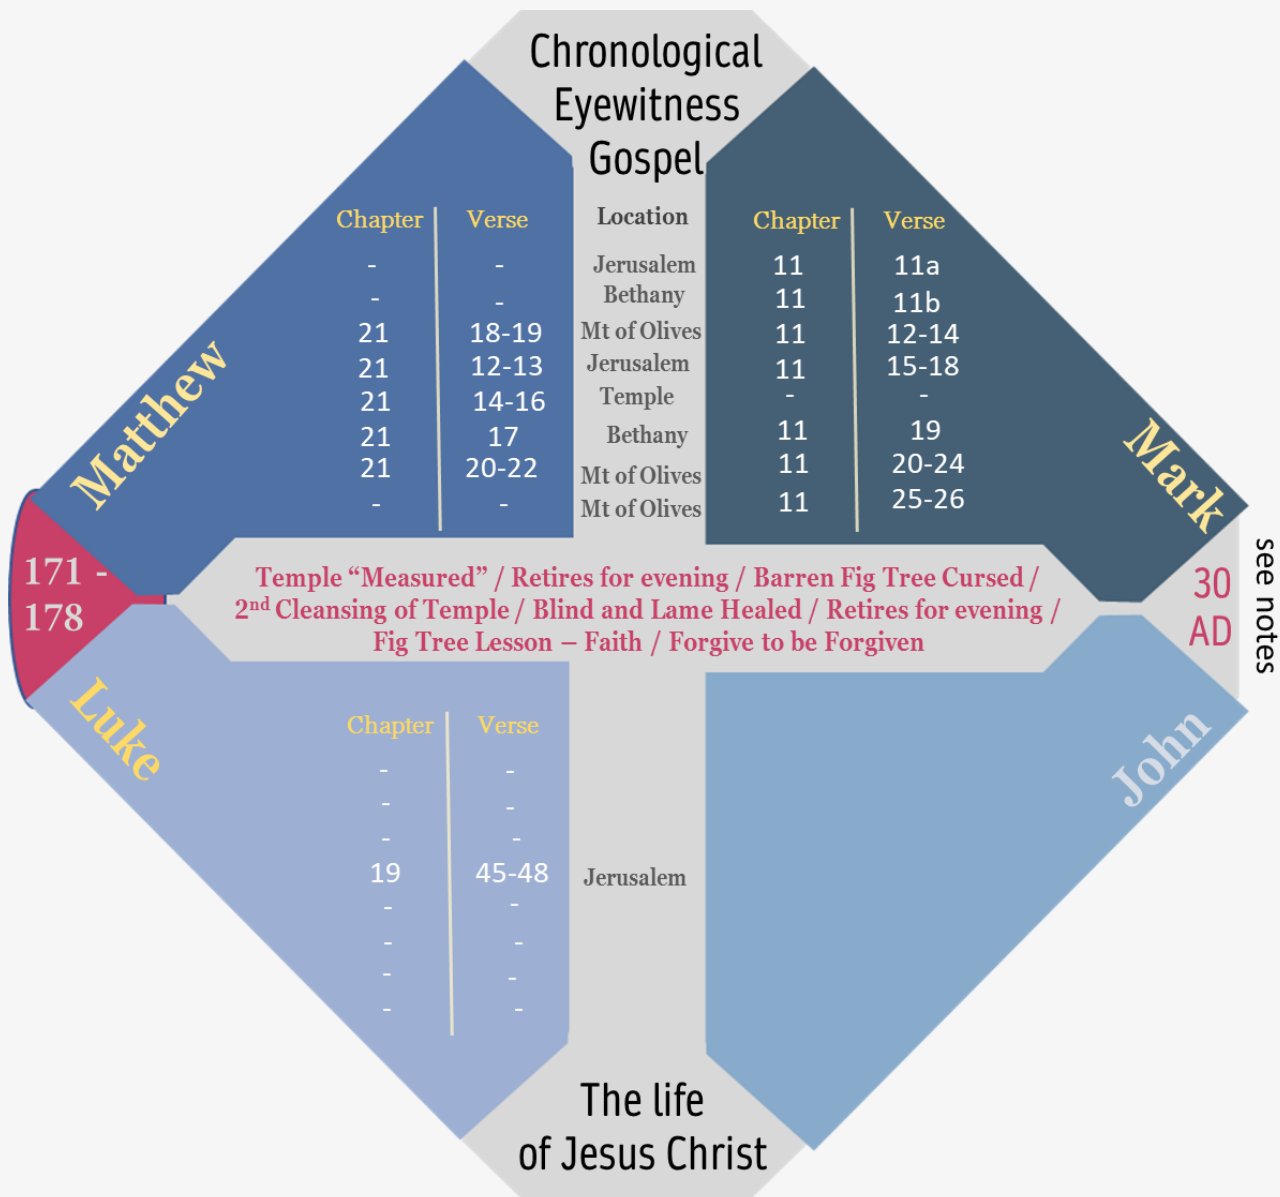 Chronological
Eyewitness
Gospel
Matthew
Chapter Verse
- -
- -
21 18-19
21 12-13
21 14-16
21 17
21 20-22
- -
Location
Jerusalem
Bethany
Mt of Olives
Jerusalem
Temple
Bethany
Mt of Olives
Mt of Olives
Mark
Chapter Verse
11 11a
11 11b
11 12-14
11 15-18
- -
11 19
11 20-24
11 25-26
171 -
178
Temple “Measured” / Retires for evening / Barren Fig Tree Cursed /
2nd Cleansing of Temple / Blind and Lame Healed / Retires for evening /
Fig Tree Lesson – Faith / Forgive to be Forgiven
30
AD
see notes
Luke
Chapter Verse
- -
- -
- -
19 45-48
- -
- -
- -
- -
Jerusalem
John
The life
of Jesus Christ